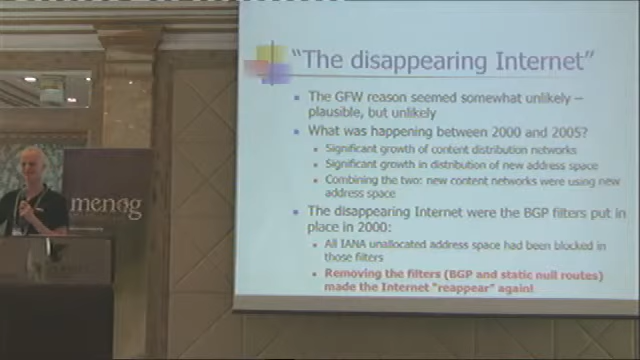 "The disappearing Internet"
The GFW reason seemed somewhat unlikely –
plausible, but unlikely
What was happening between 2000 and 2005?
Significant growth of content distribution networks
Significant growth in distribution of new address space
Combining the two: new content networks were using new
address space
The disappearing Internet were the BGP filters put in
place in 2000:
All IANA unallocated address space had been blocked in
those filters
Removing the filters (BGP and static null routes)
made the Internet "reappear" again!
menog